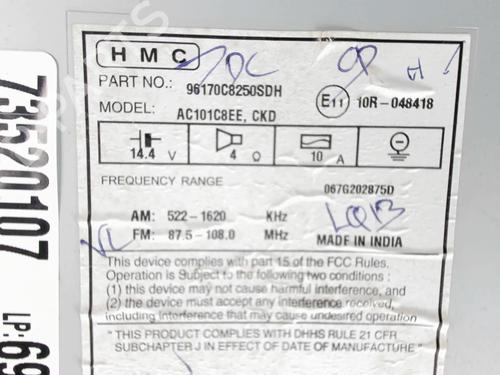 HMC
PART NO.: 96170C8250SDH
MODEL: AC101C8EE, CKD
E11 10R-048418
14.4 V 4 Ω 10 A
FREQUENCY RANGE
067G202875D
AM: 522-1620 KHz
FM: 87.5-108.0 MHz
MADE IN INDIA
This device complies with part 15 of the FCC Rules.
Operation is Subject to the following two conditions :
(1) this device may not cause harmful interference, and
(2) the device must accept any interference received,
including Interference that may cause undesired operation
"THIS PRODUCT COMPLIES WITH DHHS RULE 21 CFR
SUBCHAPTER J IN EFFECT OF DATE OF MANUFACTURE"
73520107
LP: 69